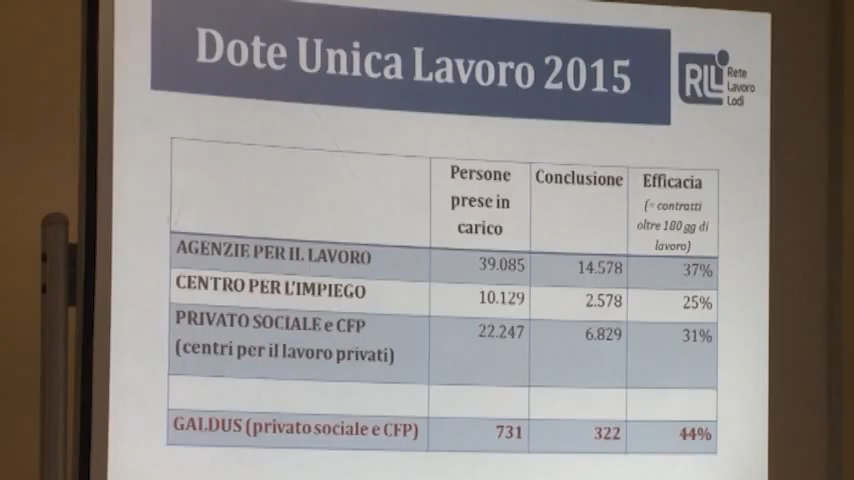 Dote Unica Lavoro 2015
RLL
Rete
Lavoro
Lodi
Persone
prese in
carico
Conclusione
Efficacia
(= contratti
oltre 180 gg di
lavoro)
AGENZIE PER IL LAVORO 39.085 14.578 37%
CENTRO PER L'IMPIEGO 10.129 2.578 25%
PRIVATO SOCIALE e CFP 22.247 6.829 31%
(centri per il lavoro privati)
GALDUS (privato sociale e CFP) 731 322 44%